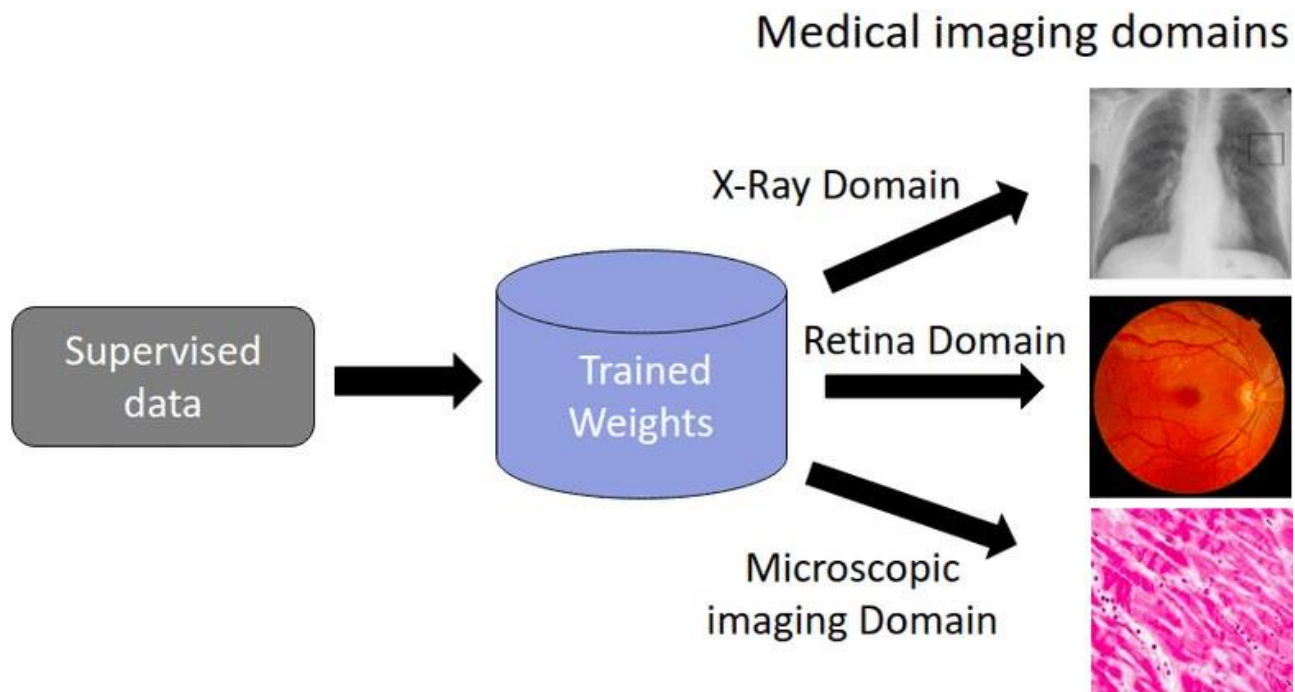 Medical imaging domains
X-Ray Domain
Retina Domain
Supervised
data
Trained
Weights
Microscopic
imaging Domain